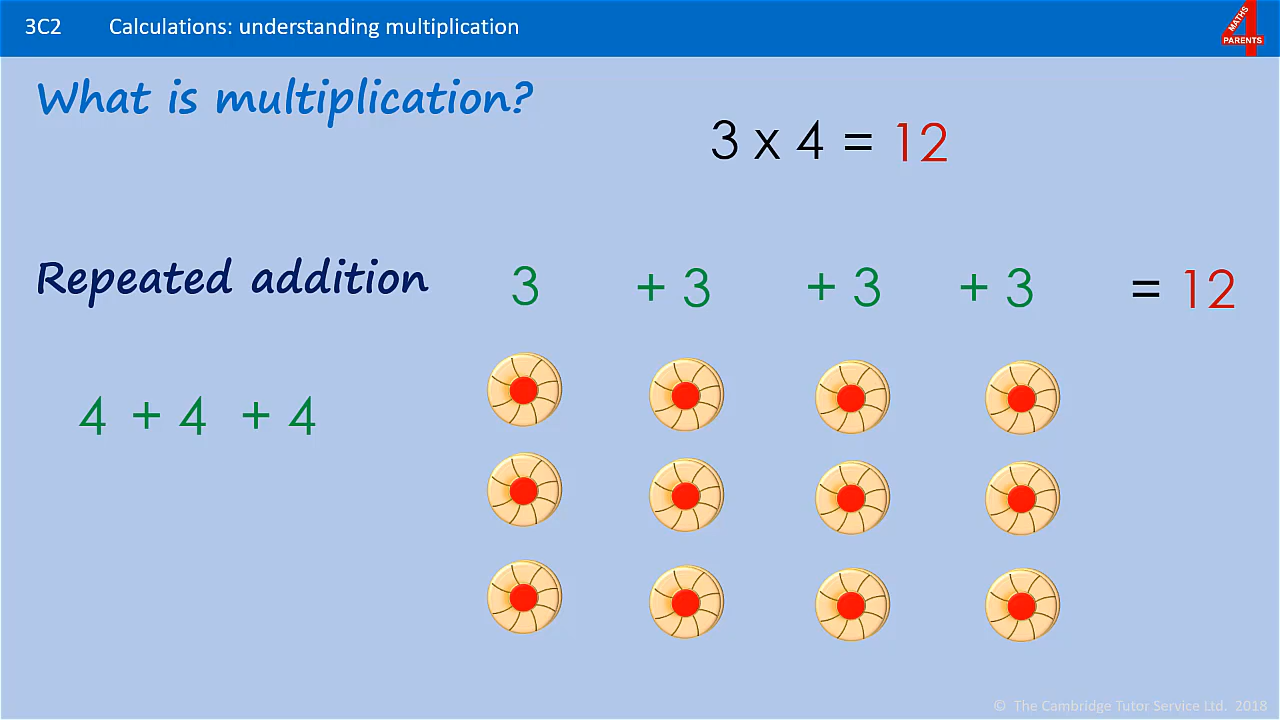 3C2 Calculations: understanding multiplication
MATHS
4
PARENTS
What is multiplication?
3 x 4 = 12
Repeated addition 3 + 3 + 3 + 3 = 12
4 + 4 + 4
© The Cambridge Tutor Service Ltd. 2018